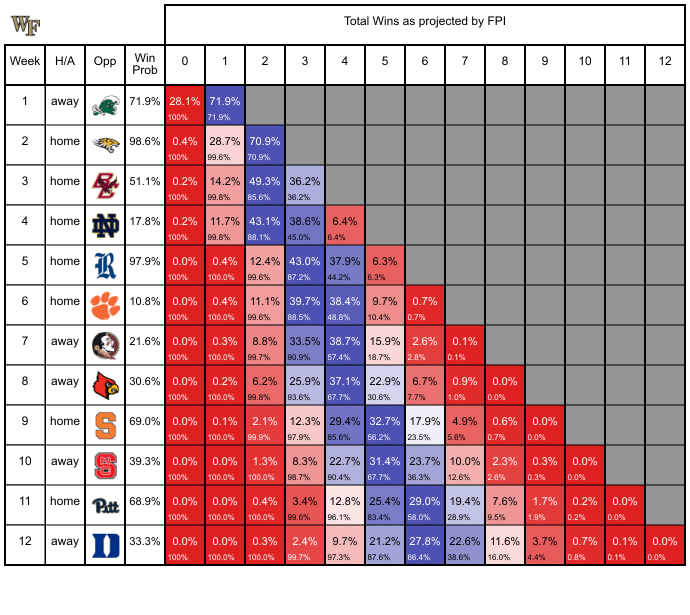 WF
Total Wins as projected by FPI
Week H/A Opp Win Prob 0 1 2 3 4 5 6 7 8 9 10 11 12
1 away 71.9% 28.1% 71.9%
100% 71.9%
2 home 98.6% 0.4% 28.7% 70.9%
100% 99.6% 70.9%
3 home BC 51.1% 0.2% 14.2% 49.3% 36.2%
100% 99.8% 85.6% 36.2%
4 home ND 17.8% 0.2% 11.7% 43.1% 38.6% 6.4%
100% 99.8% 88.1% 45.0% 6.4%
5 home R 97.9% 0.0% 0.4% 12.4% 43.0% 37.9% 6.3%
100% 100.0% 99.6% 87.2% 44.2% 6.3%
6 home 10.8% 0.0% 0.4% 11.1% 39.7% 38.4% 9.7% 0.7%
100% 100.0% 99.6% 88.5% 48.8% 10.4% 0.7%
7 away 21.6% 0.0% 0.3% 8.8% 33.5% 38.7% 15.9% 2.6% 0.1%
100% 100.0% 99.7% 90.9% 57.4% 18.7% 2.8% 0.1%
8 away 30.6% 0.0% 0.2% 6.2% 25.9% 37.1% 22.9% 6.7% 0.9% 0.0%
100% 100.0% 99.8% 93.6% 67.7% 30.6% 7.7% 1.0% 0.0%
9 home S 69.0% 0.0% 0.1% 2.1% 12.3% 29.4% 32.7% 17.9% 4.9% 0.6% 0.0%
100% 100.0% 99.9% 97.9% 85.6% 56.2% 23.5% 5.6% 0.7% 0.0%
10 away NCS 39.3% 0.0% 0.0% 1.3% 8.3% 22.7% 31.4% 23.7% 10.0% 2.3% 0.3% 0.0%
100% 100.0% 100.0% 98.7% 90.4% 67.7% 36.3% 12.6% 2.6% 0.3% 0.0%
11 home Pitt 68.9% 0.0% 0.0% 0.4% 3.4% 12.8% 25.4% 29.0% 19.4% 7.6% 1.7% 0.2% 0.0%
100% 100.0% 100.0% 99.6% 96.1% 83.4% 58.0% 28.9% 9.5% 1.9% 0.2% 0.0%
12 away D 33.3% 0.0% 0.0% 0.3% 2.4% 9.7% 21.2% 27.8% 22.6% 11.6% 3.7% 0.7% 0.1% 0.0%
100% 100.0% 100.0% 99.7% 97.3% 87.6% 66.4% 38.6% 16.0% 4.4% 0.8% 0.1% 0.0%